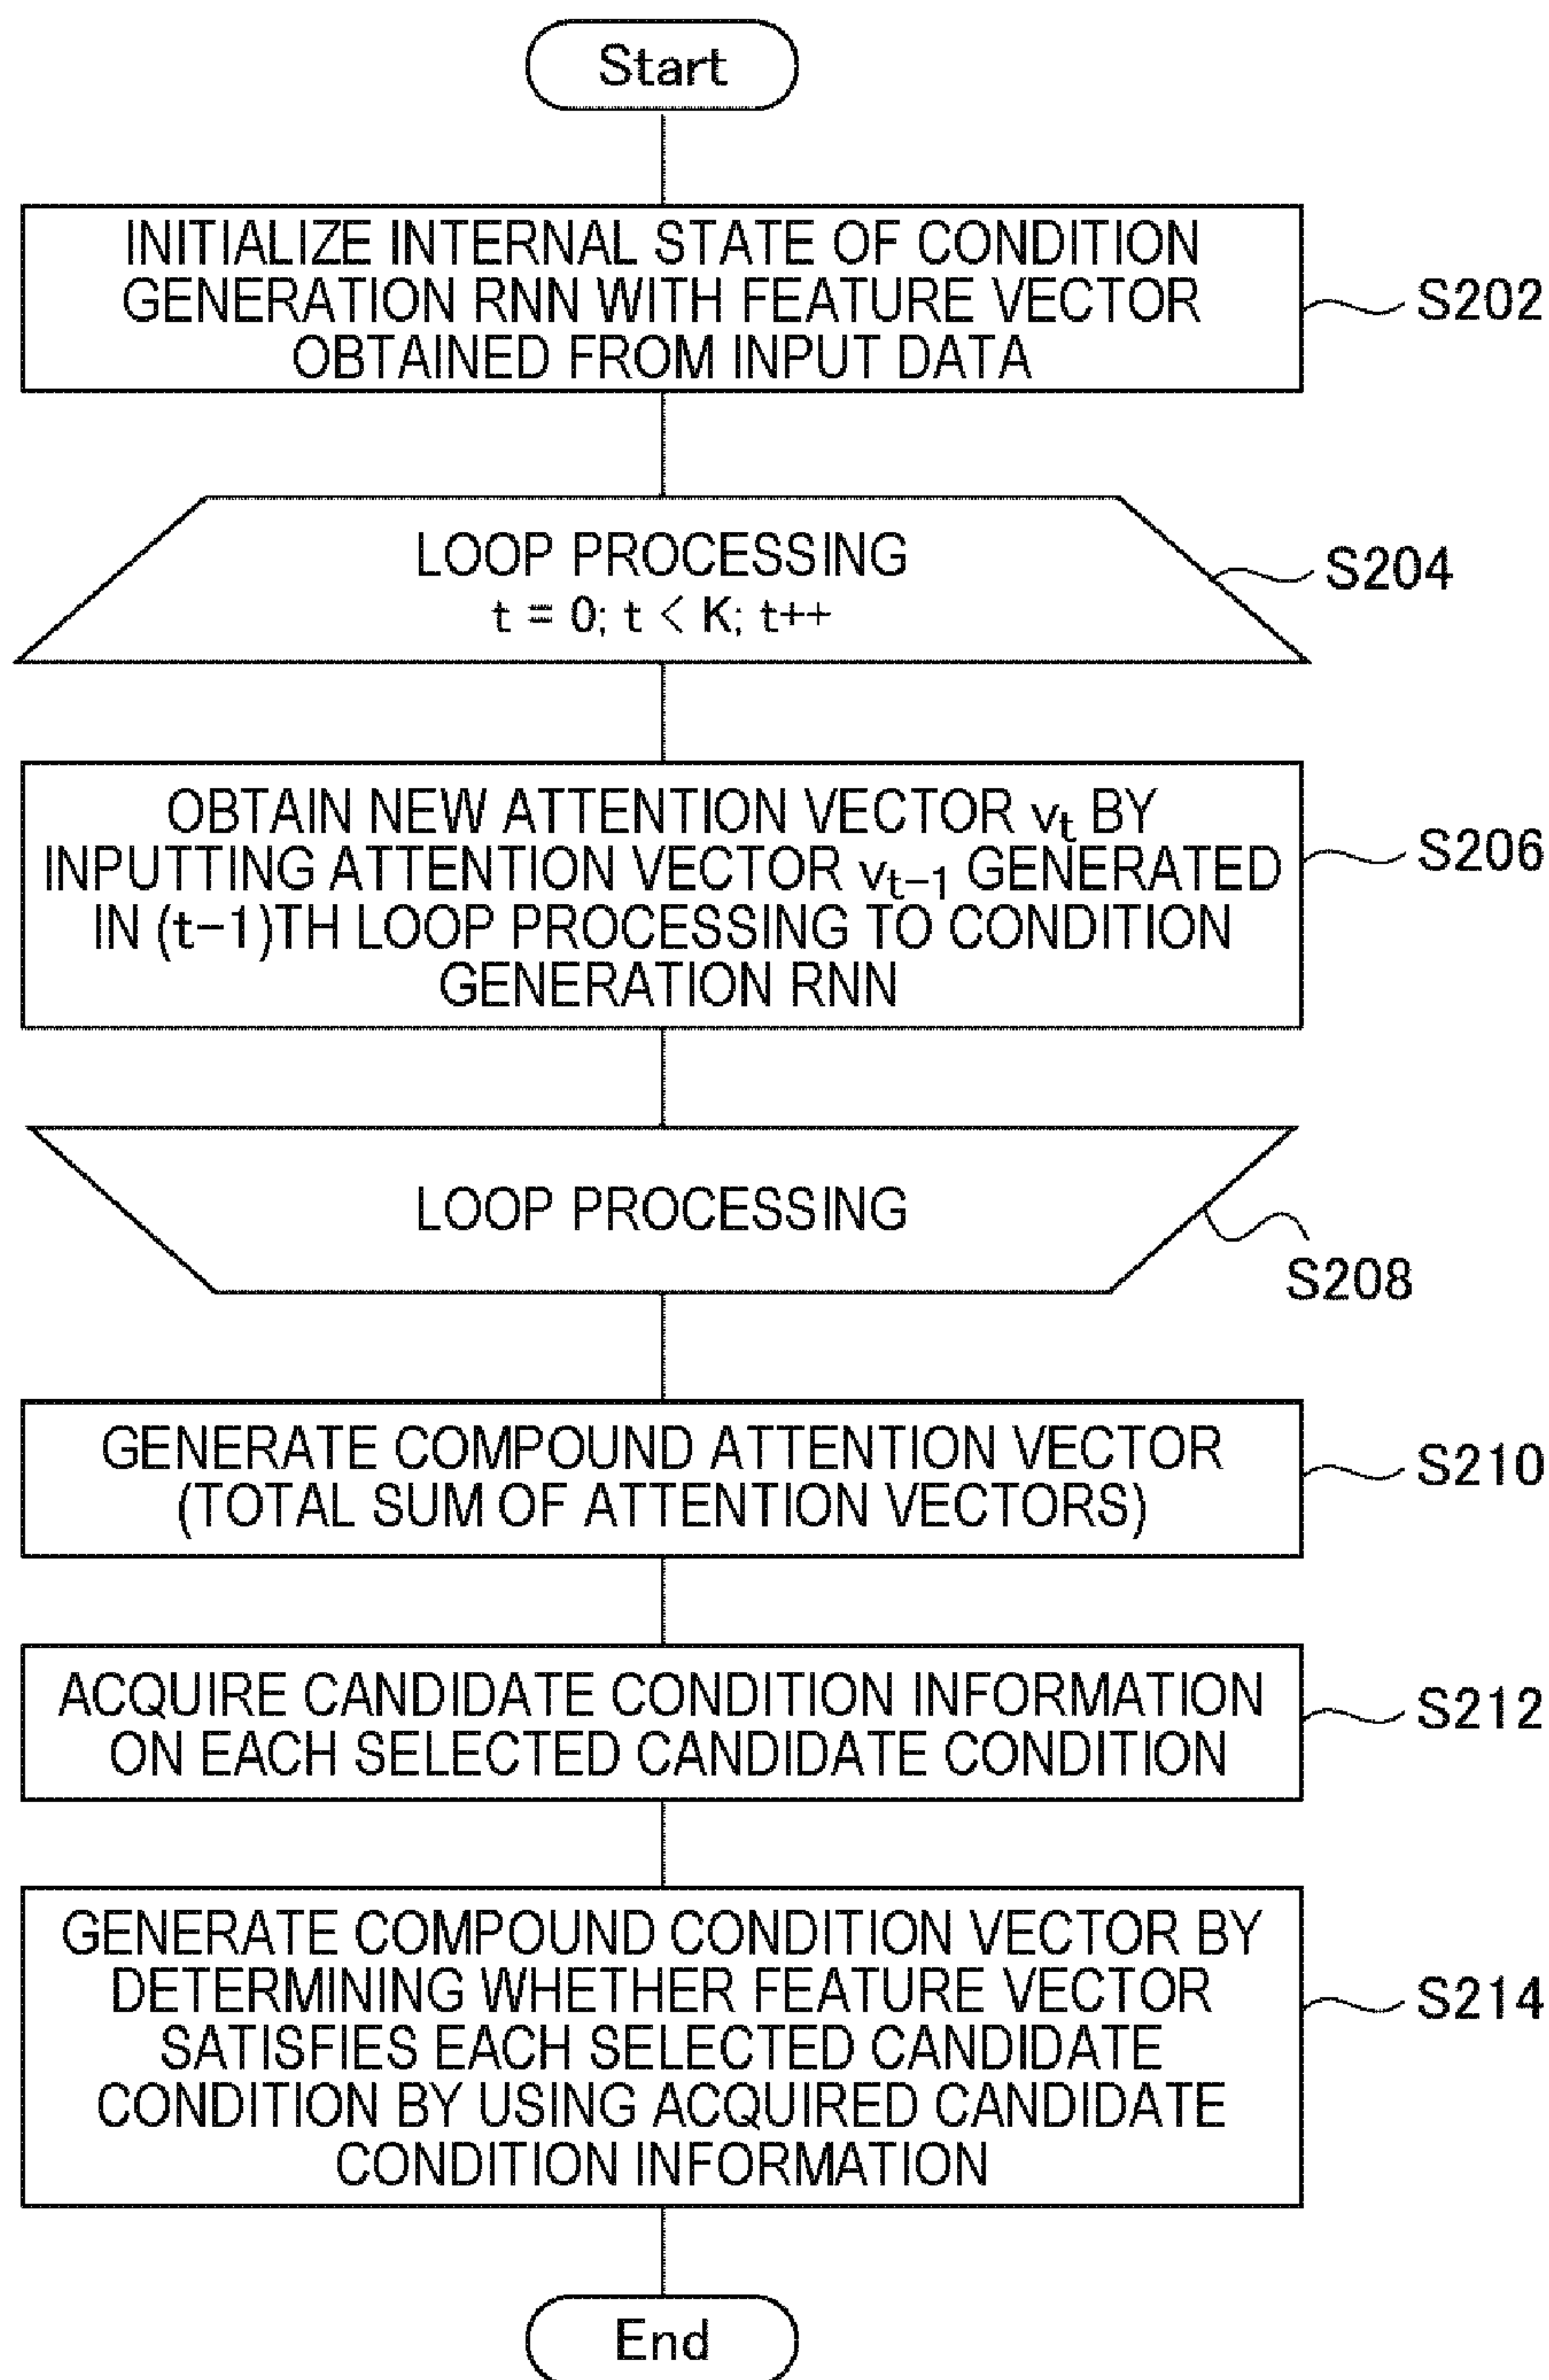 Start
INITIALIZE INTERNAL STATE OF CONDITION
GENERATION RNN WITH FEATURE VECTOR
OBTAINED FROM INPUT DATA
S202
LOOP PROCESSING
t = 0; t < K; t++
S204
OBTAIN NEW ATTENTION VECTOR vt BY
INPUTTING ATTENTION VECTOR vt−1 GENERATED
IN (t−1)TH LOOP PROCESSING TO CONDITION
GENERATION RNN
S206
LOOP PROCESSING
S208
GENERATE COMPOUND ATTENTION VECTOR
(TOTAL SUM OF ATTENTION VECTORS)
S210
ACQUIRE CANDIDATE CONDITION INFORMATION
ON EACH SELECTED CANDIDATE CONDITION
S212
GENERATE COMPOUND CONDITION VECTOR BY
DETERMINING WHETHER FEATURE VECTOR
SATISFIES EACH SELECTED CANDIDATE
CONDITION BY USING ACQUIRED CANDIDATE
CONDITION INFORMATION
S214
End